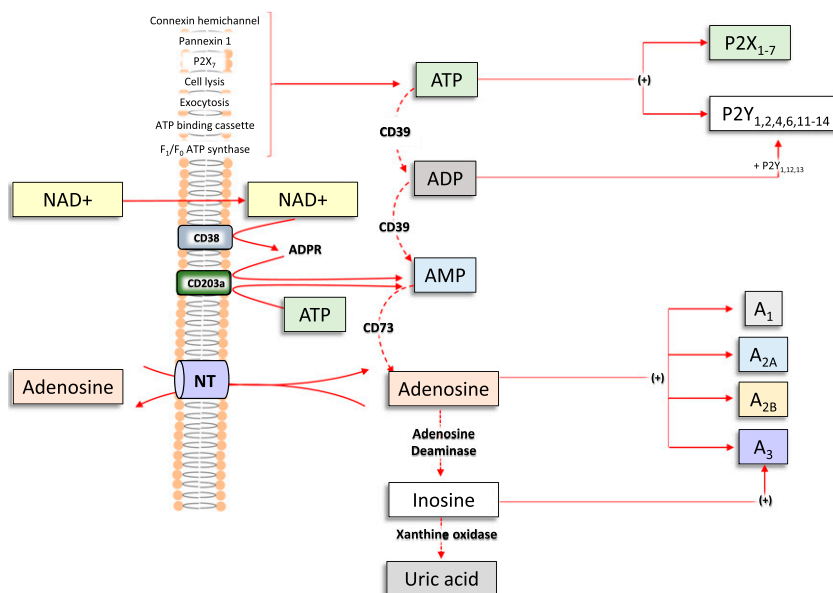 Connexin hemichannel
Pannexin 1
P2X₇
Cell lysis
Exocytosis
ATP binding cassette
F₁/F₀ ATP synthase
ATP
(+)
P2X₁₋₇
P2Y₁,₂,₄,₆,₁₁₋₁₄
+ P2Y₁,₁₂,₁₃
CD39
ADP
NAD+
NAD+
CD39
CD38
ADPR
CD203a
AMP
ATP
CD73
Adenosine
NT
Adenosine
(+)
A₁
A₂A
A₂B
A₃
Adenosine
Deaminase
Inosine
(+)
Xanthine oxidase
Uric acid